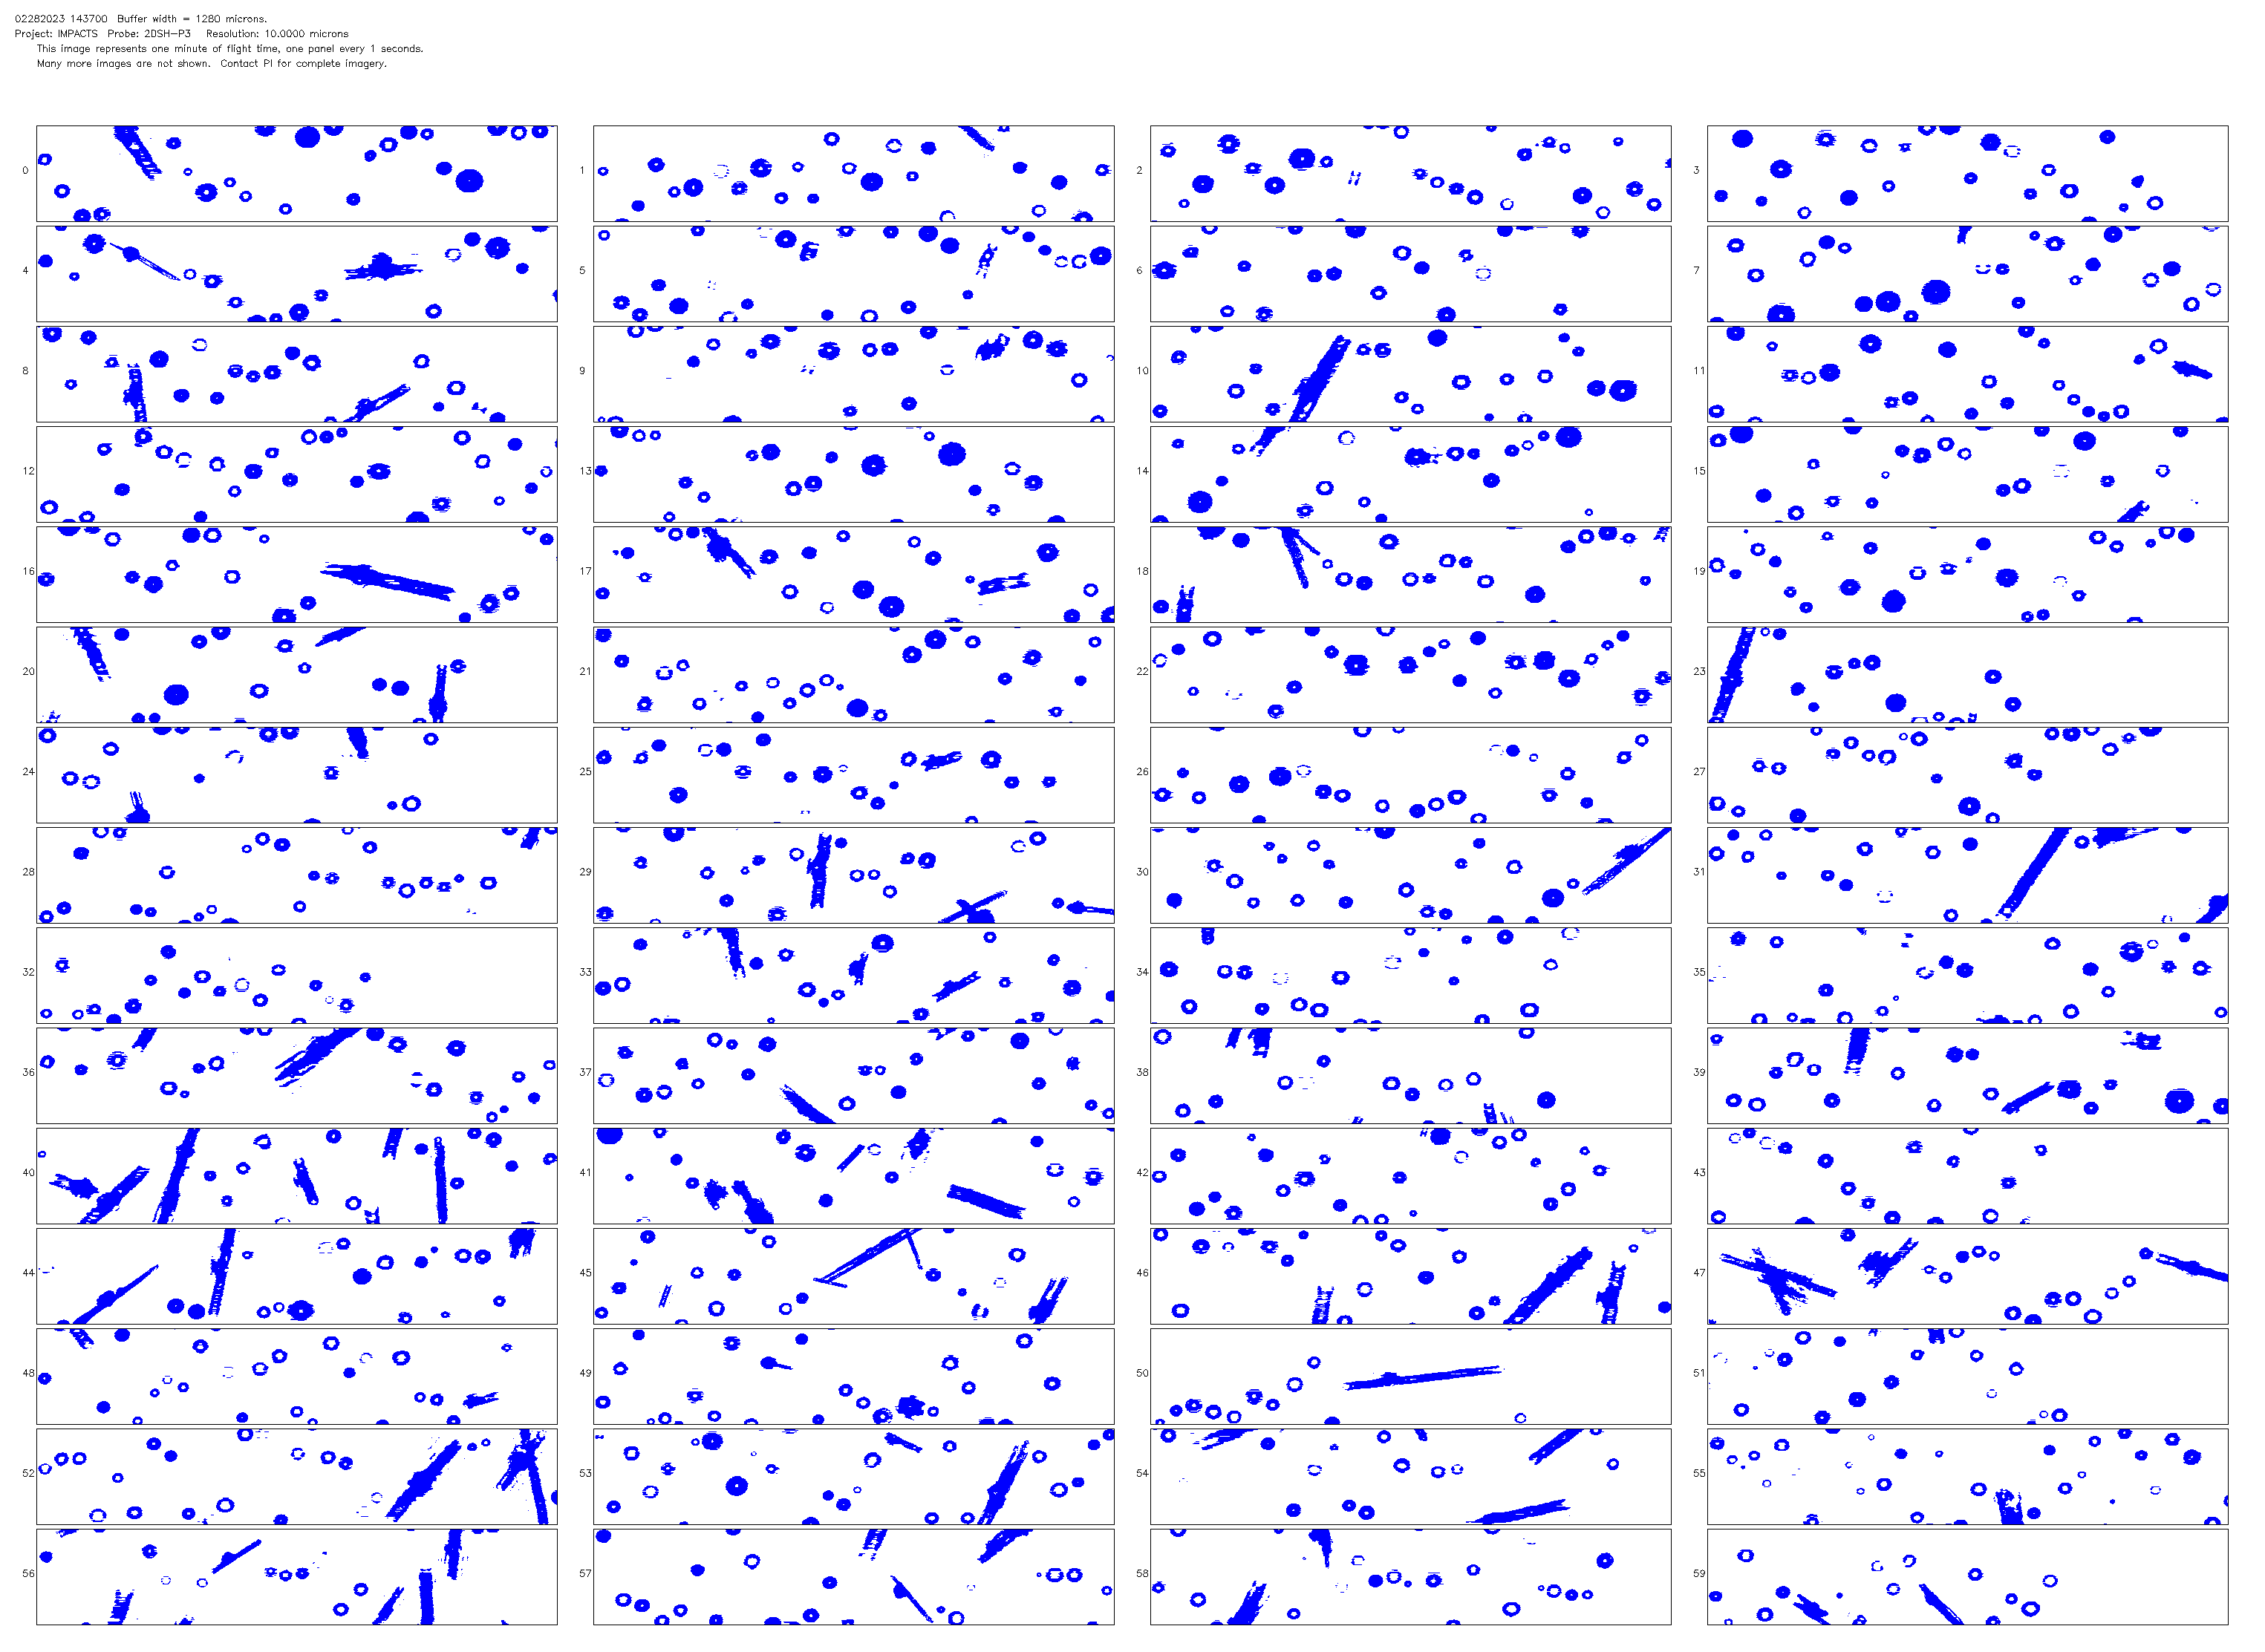 02282023 143700 Buffer width = 1280 microns.
Project: IMPACTS Probe: 2DSH-P3 Resolution: 10.0000 microns
This image represents one minute of flight time, one panel every 1 seconds.
Many more images are not shown. Contact PI for complete imagery.
0 1 2 3
4 5 6 7
8 9 10 11
12 13 14 15
16 17 18 19
20 21 22 23
24 25 26 27
28 29 30 31
32 33 34 35
36 37 38 39
40 41 42 43
44 45 46 47
48 49 50 51
52 53 54 55
56 57 58 59